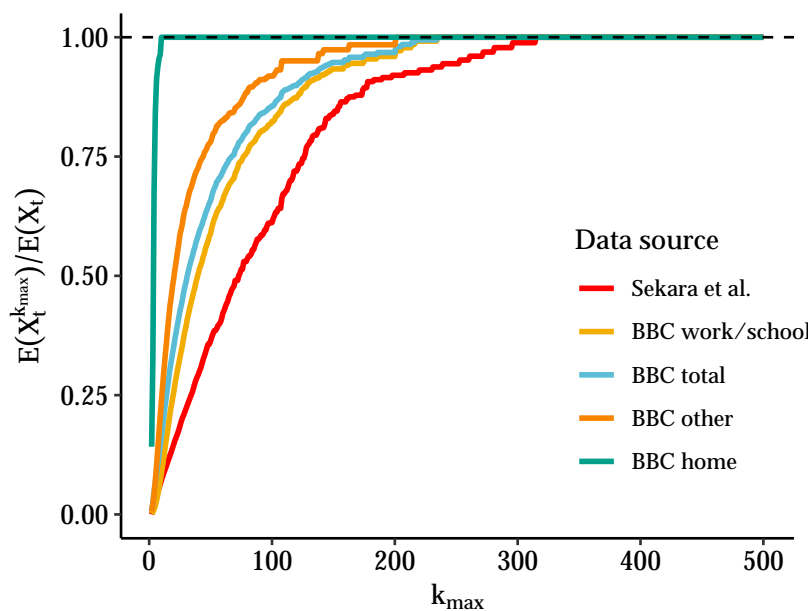 1.00
0.75
0.50
0.25
0.00
E(X_t^{k_max})/E(X_t)
Data source
Sekara et al.
BBC work/school
BBC total
BBC other
BBC home
0 100 200 300 400 500
k_max